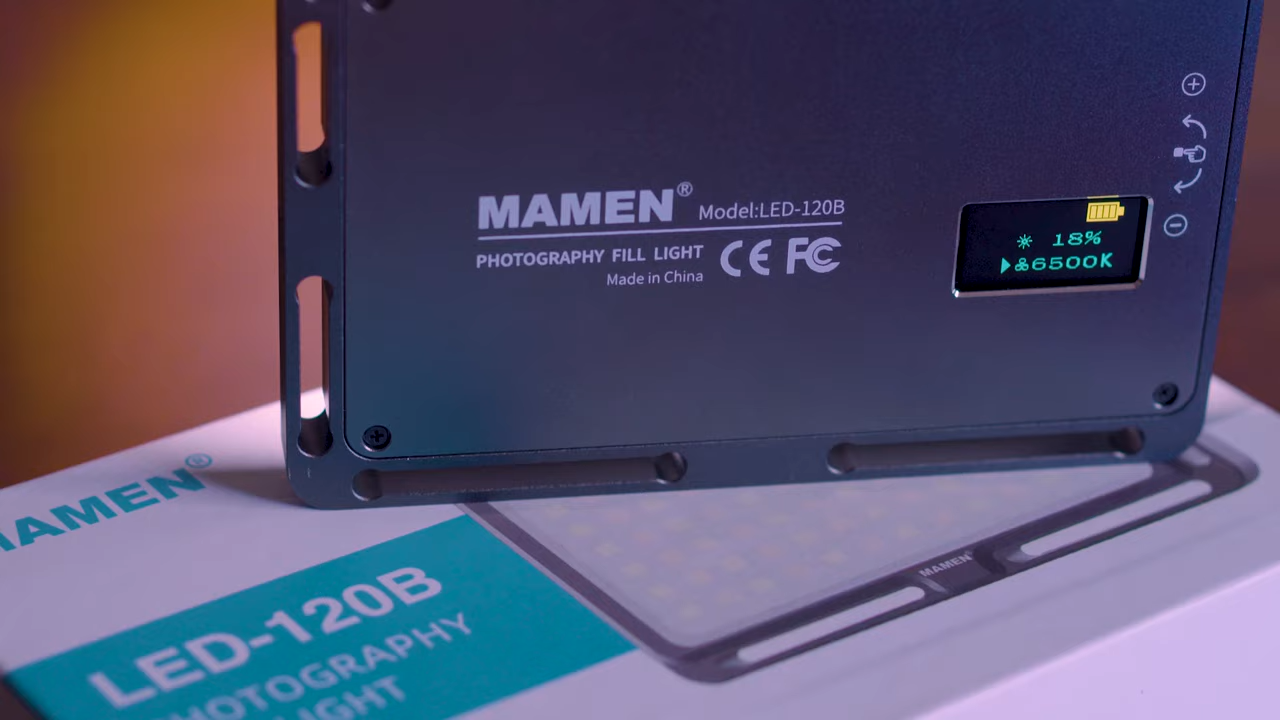 MAMEN®
Model:LED-120B
PHOTOGRAPHY FILL LIGHT
CE FC
Made in China
18%
6500K
MAMEN®
LED-120B
PHOTOGRAPHY
LIGHT
MAMEN